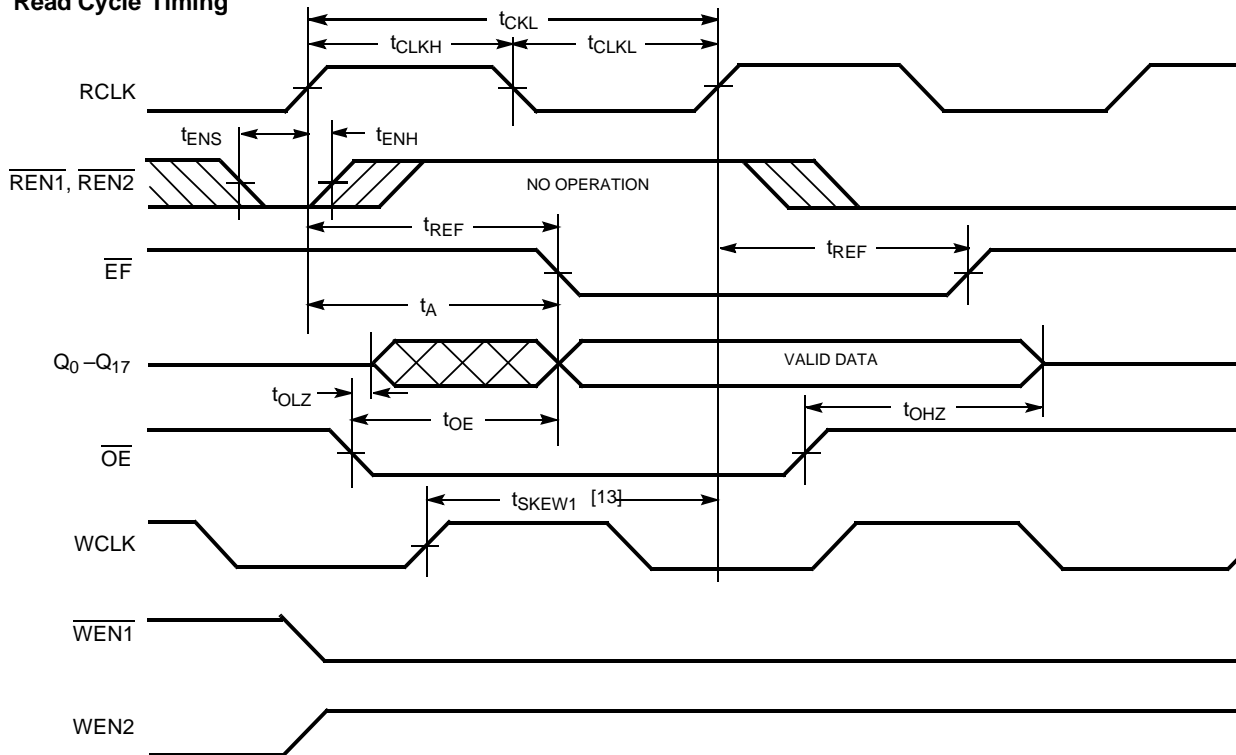 Read Cycle Timing
tCKL
tCLKH
tCLKL
RCLK
tENS
tENH
REN1, REN2
NO OPERATION
tREF
tREF
EF
tA
Q0 –Q17
VALID DATA
tOLZ
tOE
tOHZ
OE
tSKEW1 [13]
WCLK
WEN1
WEN2